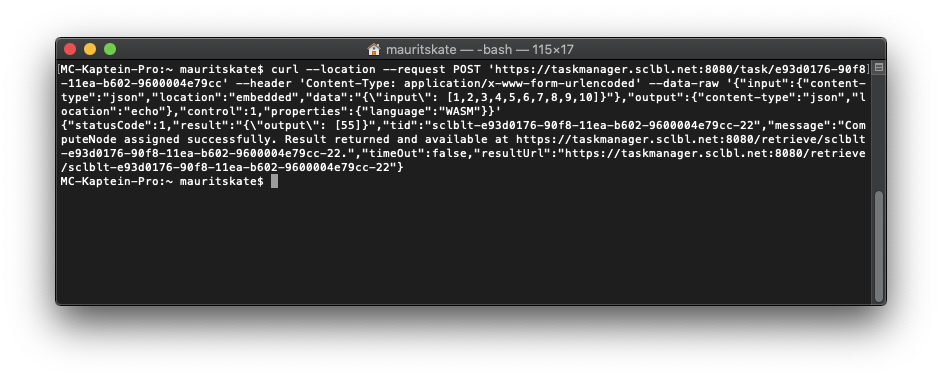 mauritskate — -bash — 115×17
[MC-Kaptein-Pro:~ mauritskate$ curl --location --request POST 'https://taskmanager.sclbl.net:8080/task/e93d0176-90f8]
-11ea-b602-9600004e79cc' --header 'Content-Type: application/x-www-form-urlencoded' --data-raw '{"input":{"content-
type":"json","location":"embedded","data":"{\"input\": [1,2,3,4,5,6,7,8,9,10]}"},"output":{"content-type":"json","l
ocation":"echo"},"control":1,"properties":{"language":"WASM"}}'
{"statusCode":1,"result":"{\"output\": [55]}","tid":"sclblt-e93d0176-90f8-11ea-b602-9600004e79cc-22","message":"Com
puteNode assigned successfully. Result returned and available at https://taskmanager.sclbl.net:8080/retrieve/sclblt
-e93d0176-90f8-11ea-b602-9600004e79cc-22.","timeOut":false,"resultUrl":"https://taskmanager.sclbl.net:8080/retrieve
/sclblt-e93d0176-90f8-11ea-b602-9600004e79cc-22"}
MC-Kaptein-Pro:~ mauritskate$